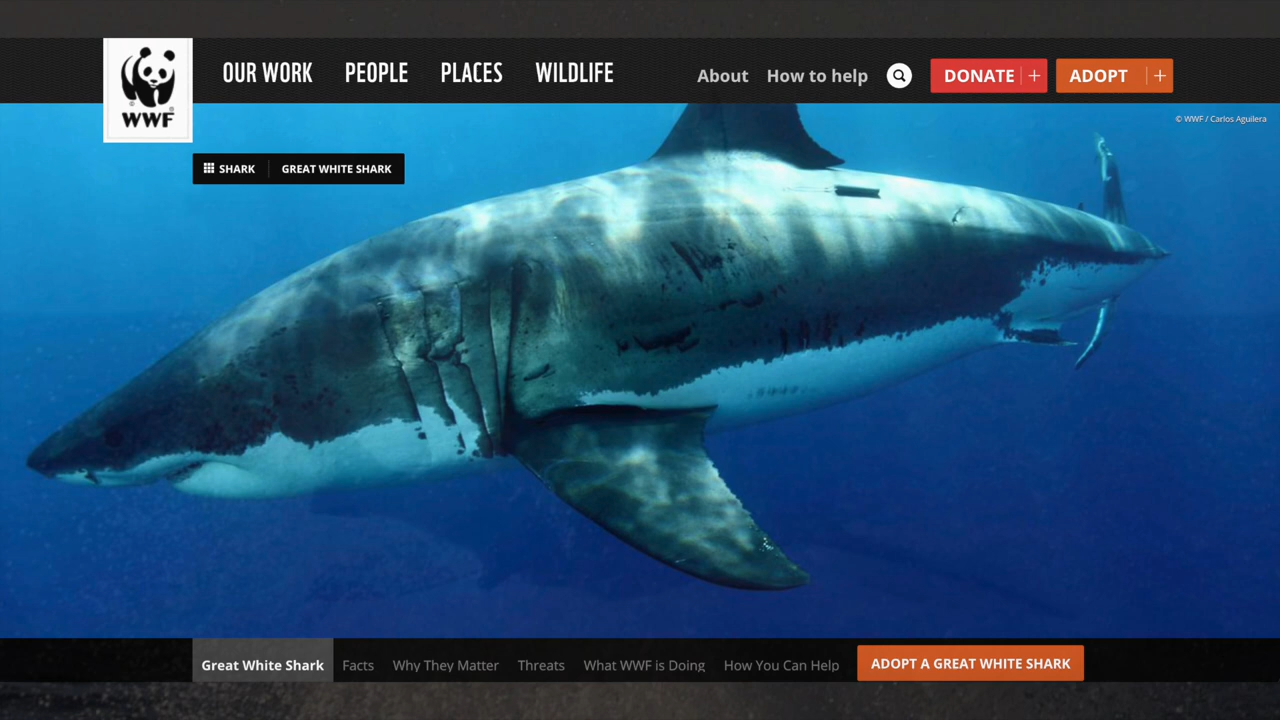 OUR WORK PEOPLE PLACES WILDLIFE About How to help DONATE + ADOPT +
® ®
WWF
© WWF / Carlos Aguilera
SHARK GREAT WHITE SHARK
Great White Shark Facts Why They Matter Threats What WWF is Doing How You Can Help ADOPT A GREAT WHITE SHARK